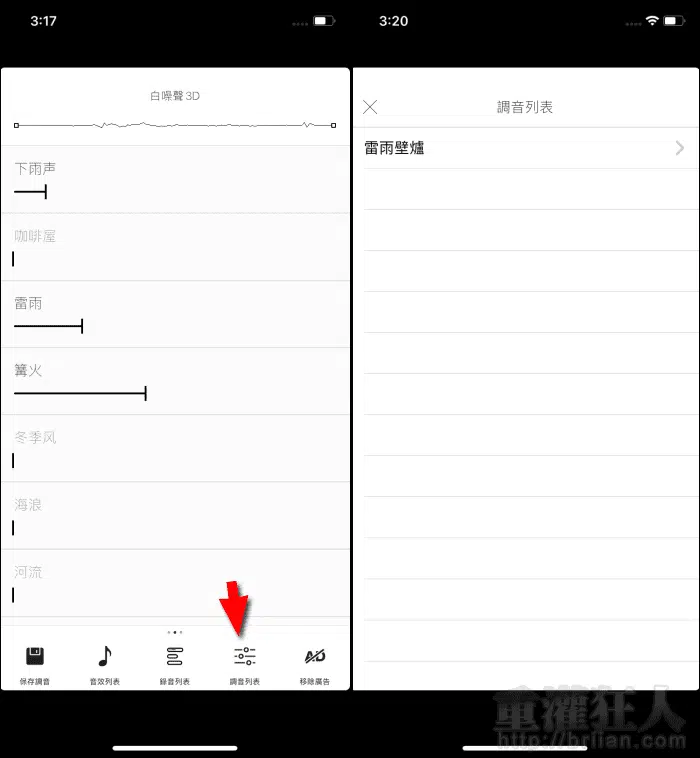 3:17
白噪聲 3D
下雨声
咖啡屋
雷雨
篝火
冬季风
海浪
河流
保存調音
音效列表
錄音列表
調音列表
AD
移除廣告
3:20
調音列表
雷雨壁爐
重灌狂人
http://briian.com